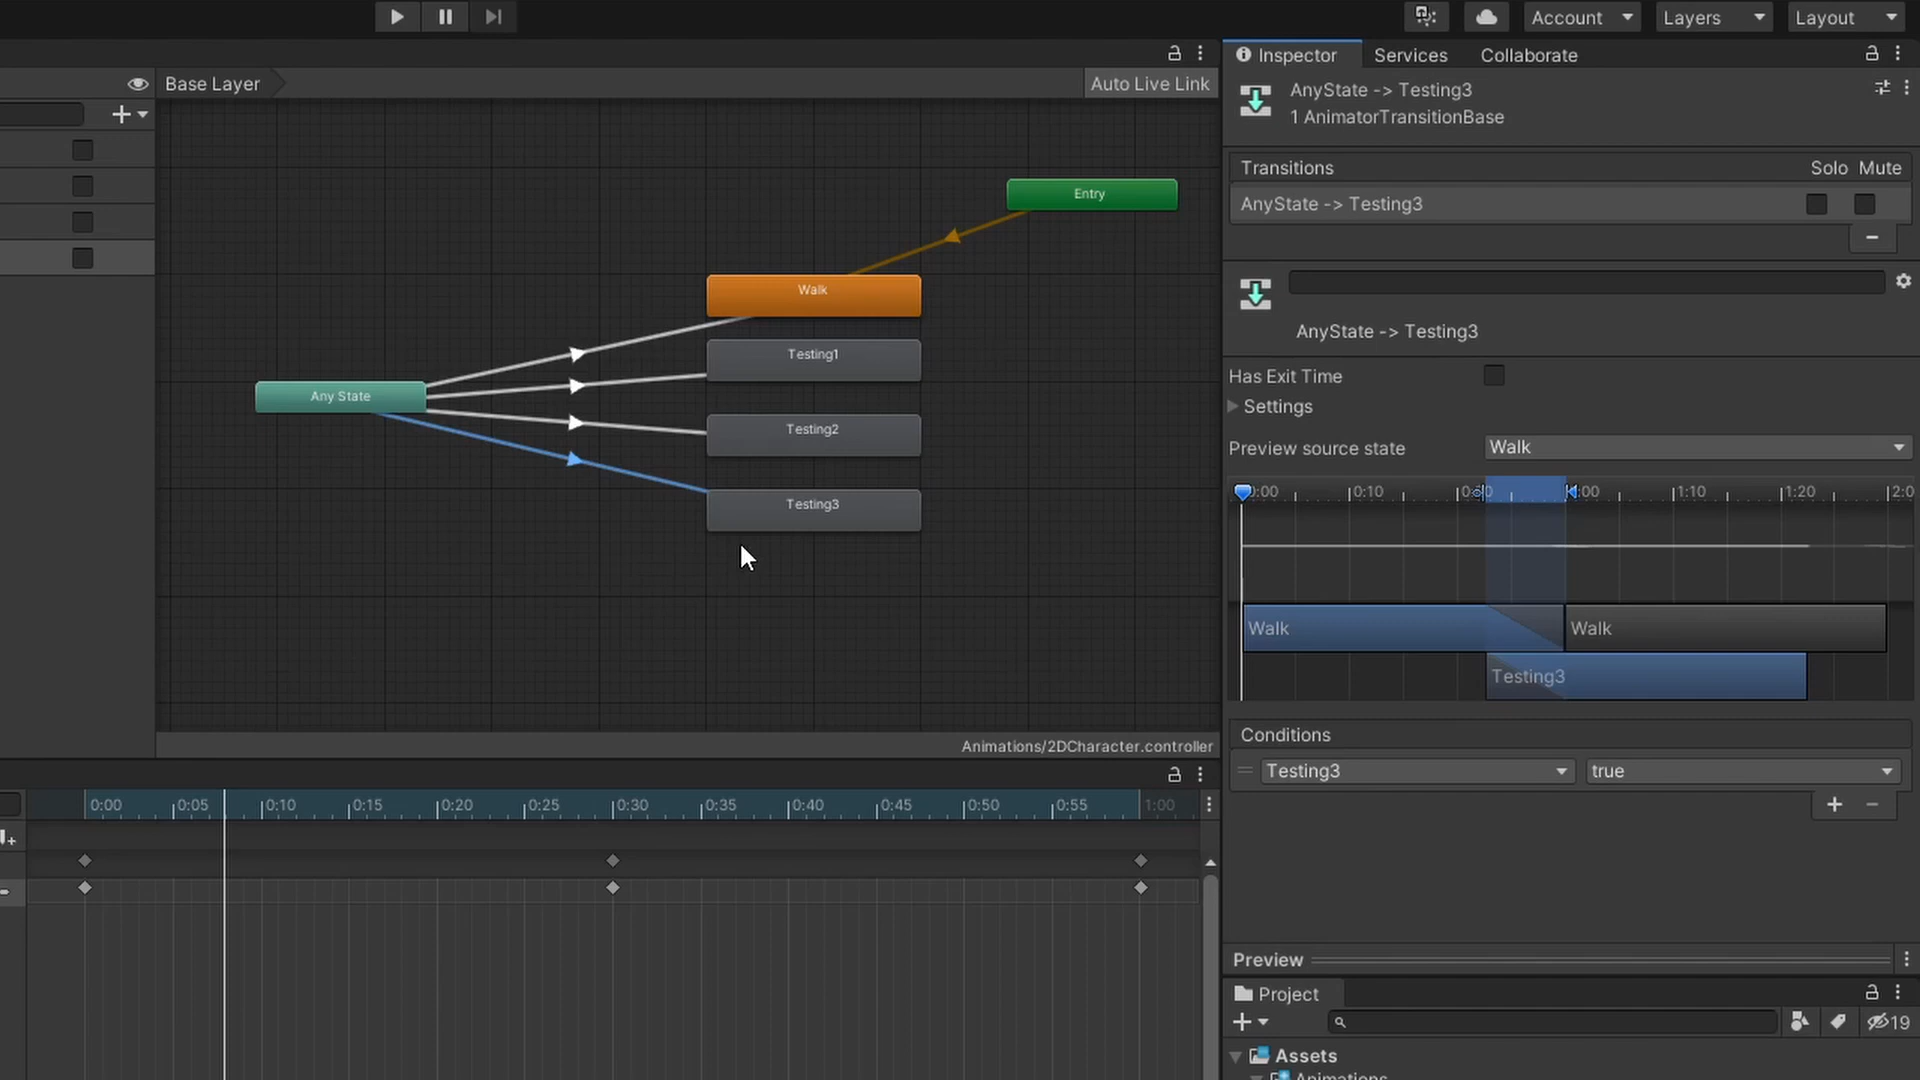 Account
Layers
Layout
Base Layer
Auto Live Link
Entry
Walk
Testing1
Any State
Testing2
Testing3
Animations/2DCharacter.controller
0:00 0:05 0:10 0:15 0:20 0:25 0:30 0:35 0:40 0:45 0:50 0:55 1:00
Inspector Services Collaborate
AnyState -> Testing3
1 AnimatorTransitionBase
Transitions Solo Mute
AnyState -> Testing3
AnyState -> Testing3
Has Exit Time
Settings
Preview source state Walk
:00 0:10 :00 1:10 1:20 2:0
Walk Walk
Testing3
Conditions
Testing3 true
Preview
Project
19
Assets
Animations